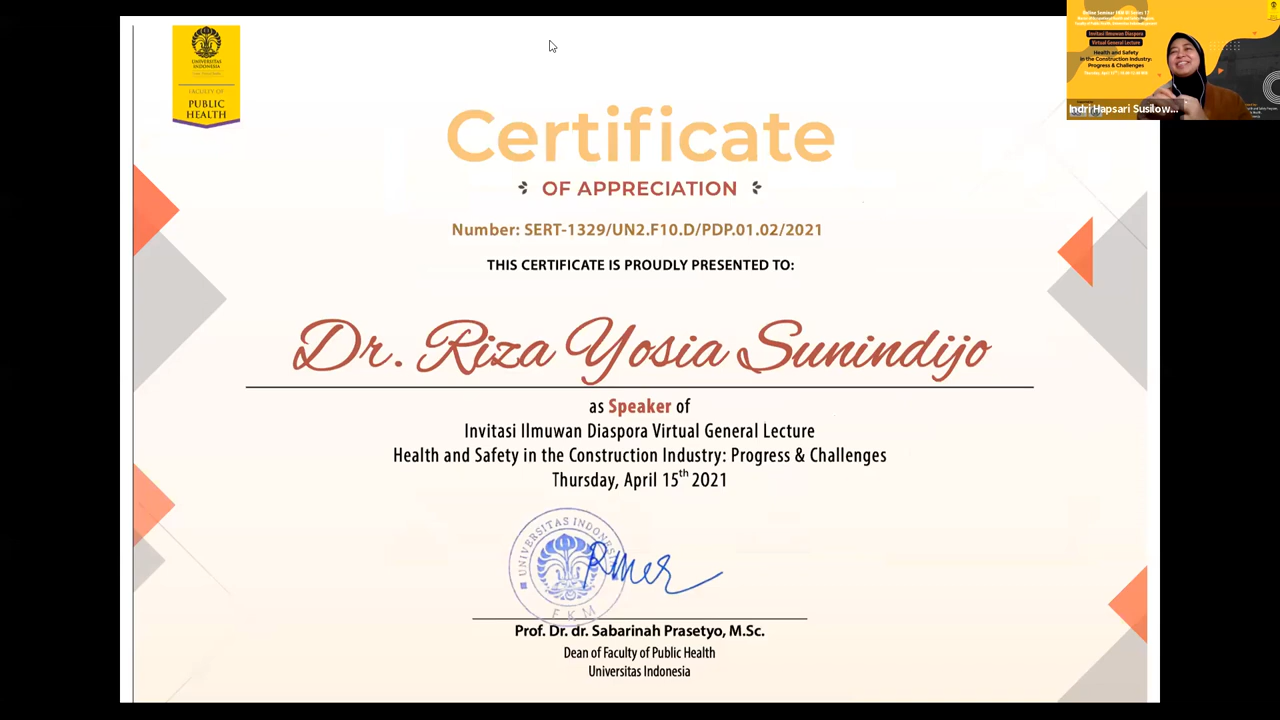 UNIVERSITAS
INDONESIA
FACULTY OF
PUBLIC
HEALTH
Certificate
OF APPRECIATION
Number: SERT-1329/UN2.F10.D/PDP.01.02/2021
THIS CERTIFICATE IS PROUDLY PRESENTED TO:
Dr. Riza Yosia Sunindijo
as Speaker of
Invitasi Ilmuwan Diaspora Virtual General Lecture
Health and Safety in the Construction Industry: Progress & Challenges
Thursday, April 15th 2021
UNIVERSITAS INDONESIA
FKM
Prof. Dr. dr. Sabarinah Prasetyo, M.Sc.
Dean of Faculty of Public Health
Universitas Indonesia
Invitasi Ilmuwan Diaspora
Virtual General Lecture
Health and Safety
in the Construction Industry:
Progress & Challenges
Indri Hapsari Susilow...